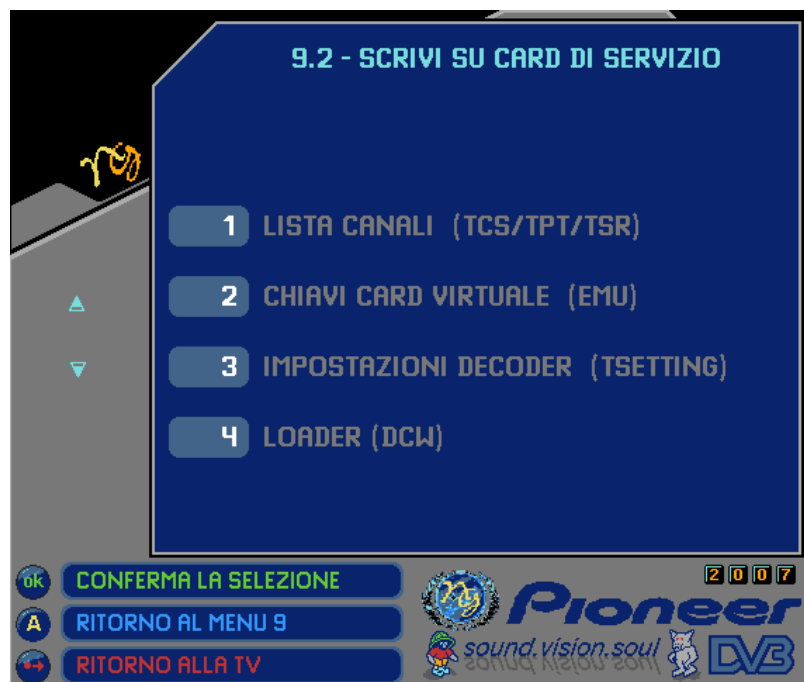 9.2 - SCRIVI SU CARD DI SERVIZIO
1 LISTA CANALI (TCS/TPT/TSR)
2 CHIAVI CARD VIRTUALE (EMU)
3 IMPOSTAZIONI DECODER (TSETTING)
4 LOADER (DCW)
ok CONFERMA LA SELEZIONE
A RITORNO AL MENU 9
RITORNO ALLA TV
2007
Pioneer
sound.vision.soul
DVB